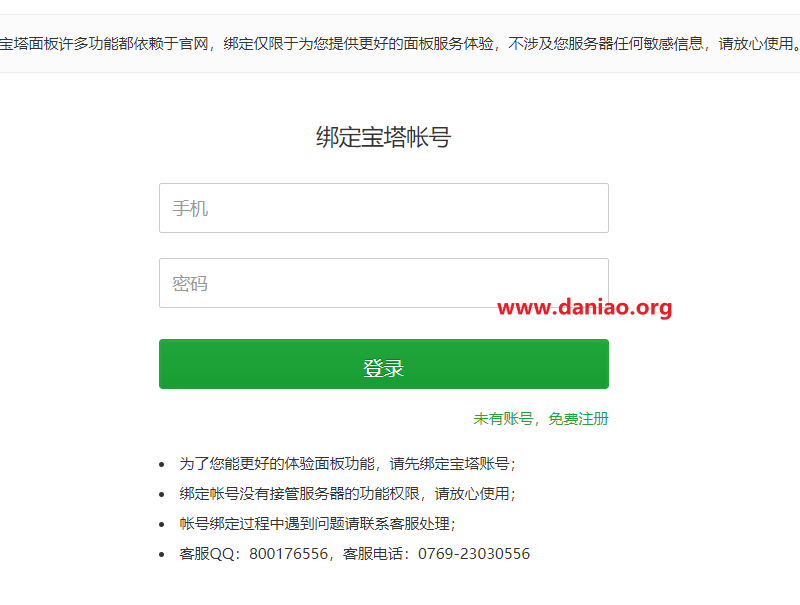 宝塔面板许多功能都依赖于官网，绑定仅限于为您提供更好的面板服务体验，不涉及您服务器任何敏感信息，请放心使用。
绑定宝塔帐号
手机
密码
www.daniao.org
登录
未有账号，免费注册
为了您能更好的体验面板功能，请先绑定宝塔账号；
绑定帐号没有接管服务器的功能权限，请放心使用；
帐号绑定过程中遇到问题请联系客服处理；
客服QQ：800176556，客服电话：0769-23030556